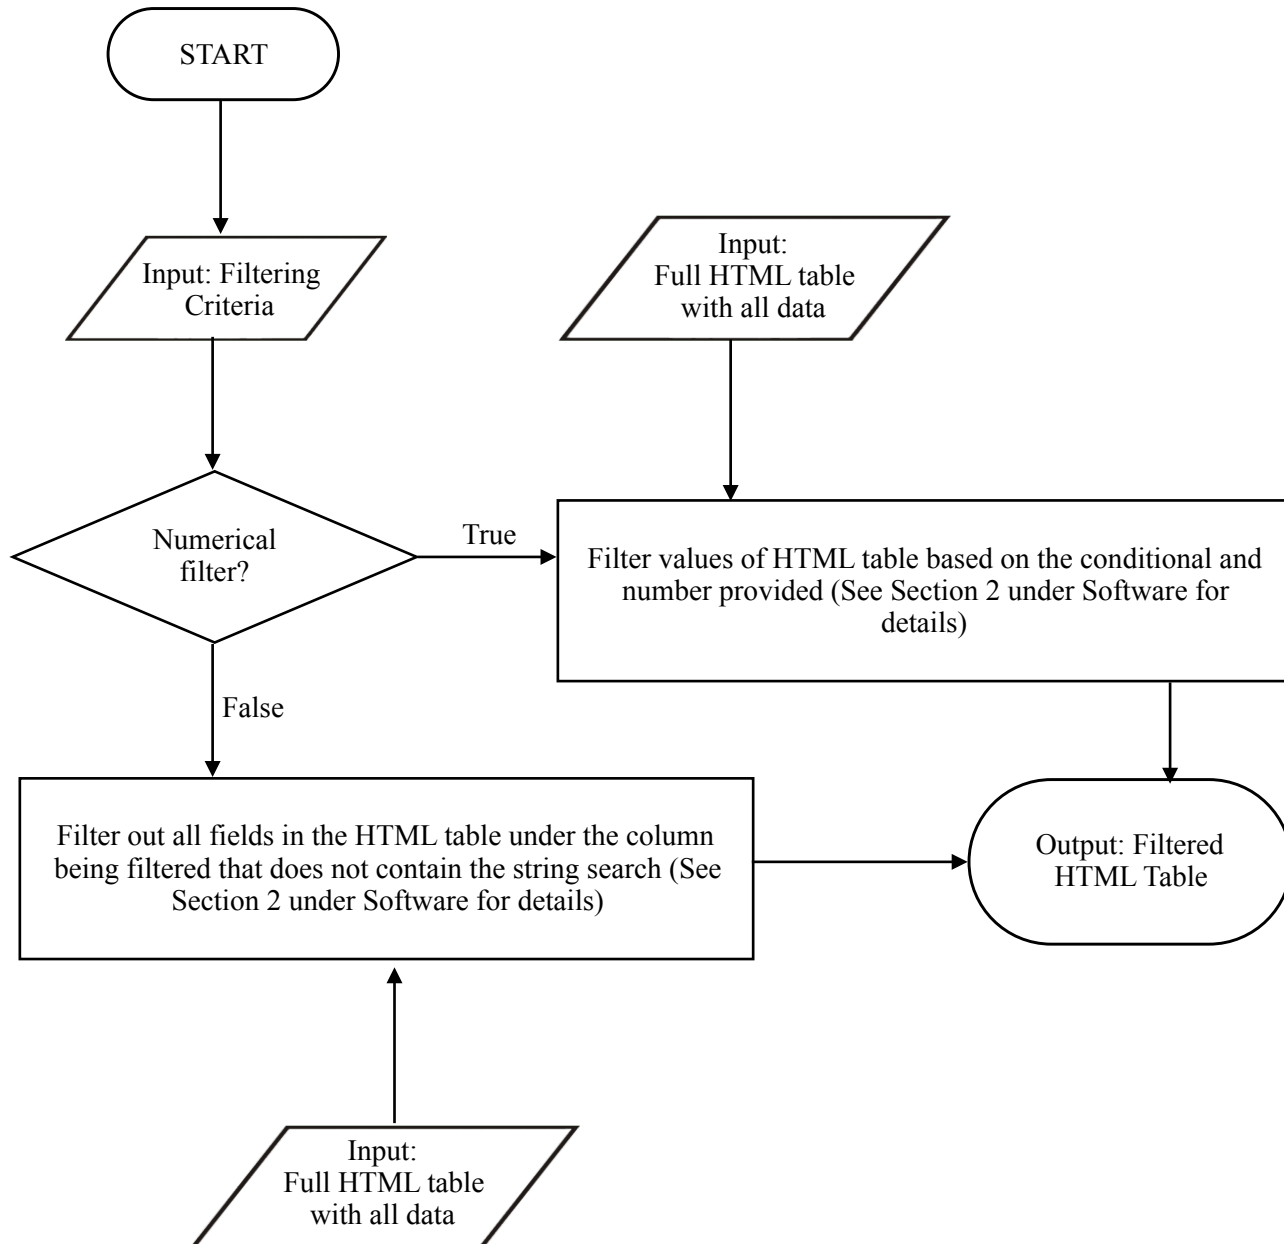 START
Input: Filtering
Criteria
Input:
Full HTML table
with all data
Numerical
filter?
True
Filter values of HTML table based on the conditional and
number provided (See Section 2 under Software for
details)
False
Filter out all fields in the HTML table under the column
being filtered that does not contain the string search (See
Section 2 under Software for details)
Output: Filtered
HTML Table
Input:
Full HTML table
with all data